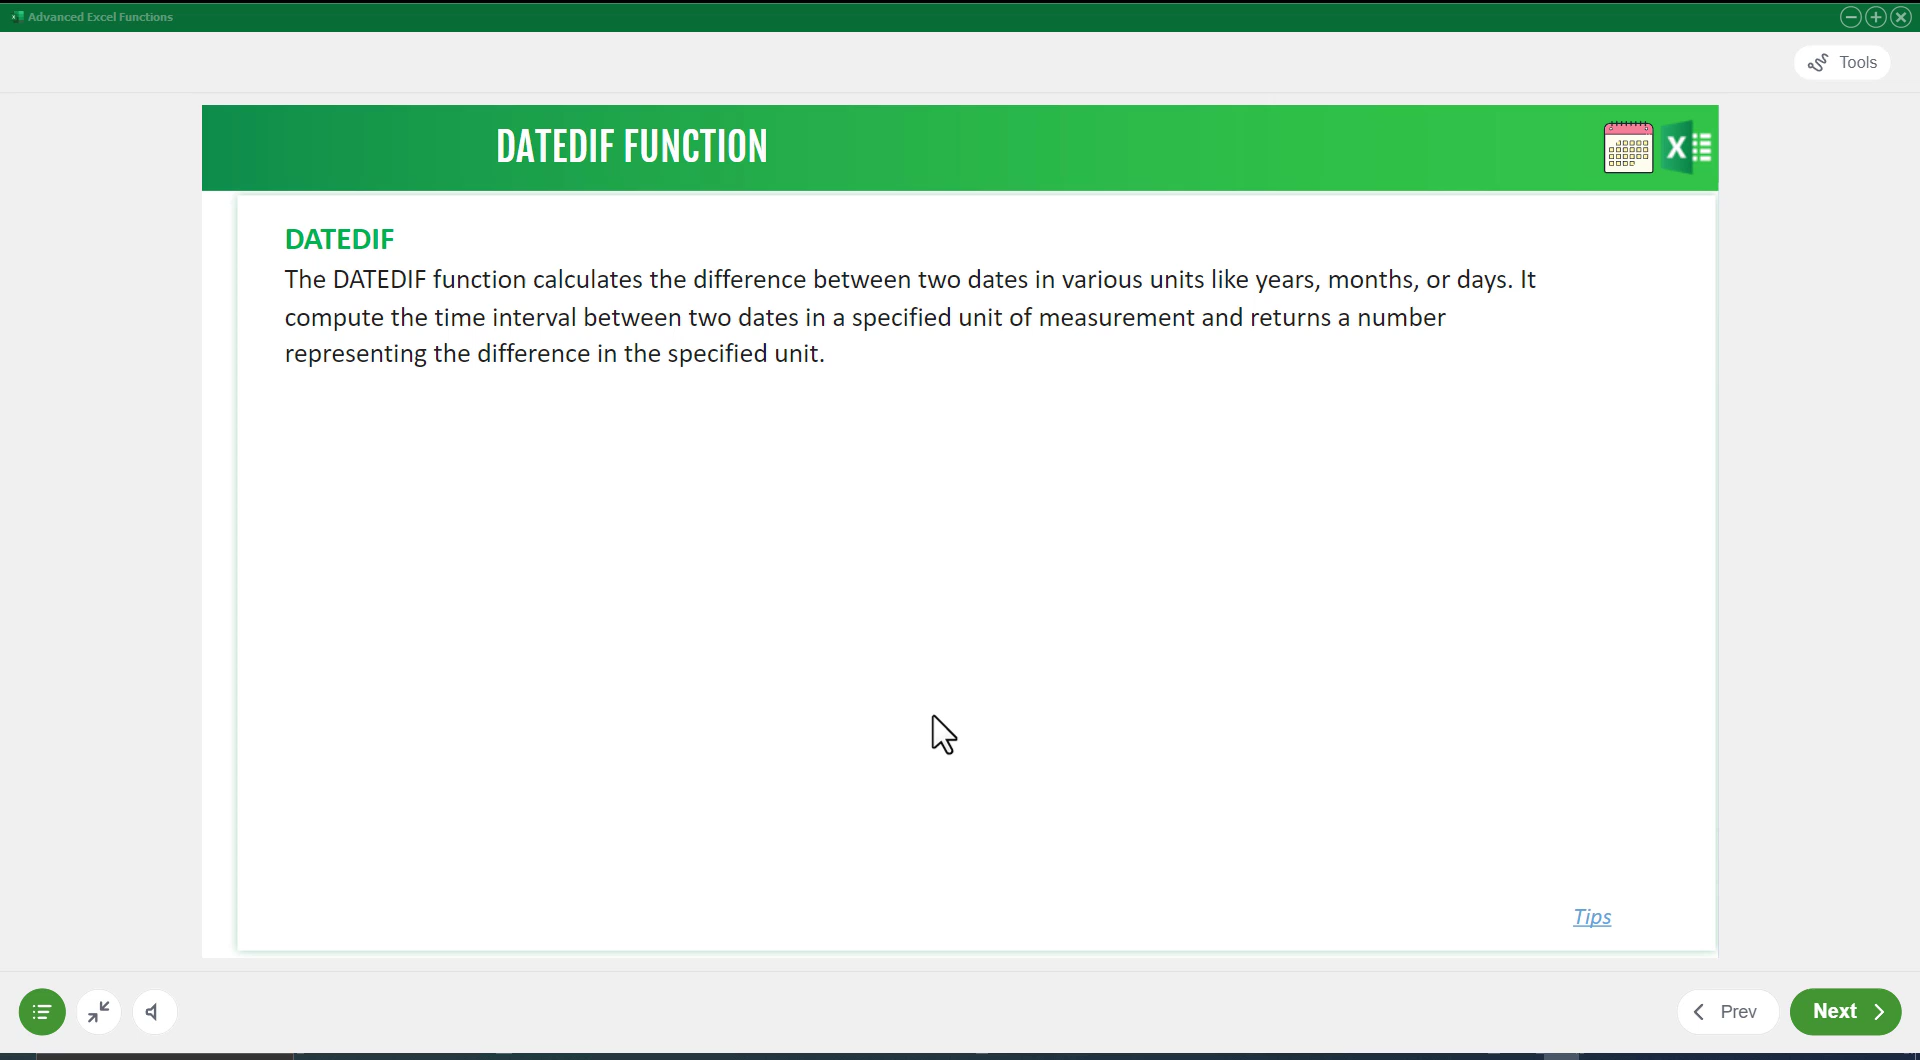 Advanced Excel Functions
Tools
DATEDIF FUNCTION
X
DATEDIF
The DATEDIF function calculates the difference between two dates in various units like years, months, or days. It
compute the time interval between two dates in a specified unit of measurement and returns a number
representing the difference in the specified unit.
Tips
Prev
Next